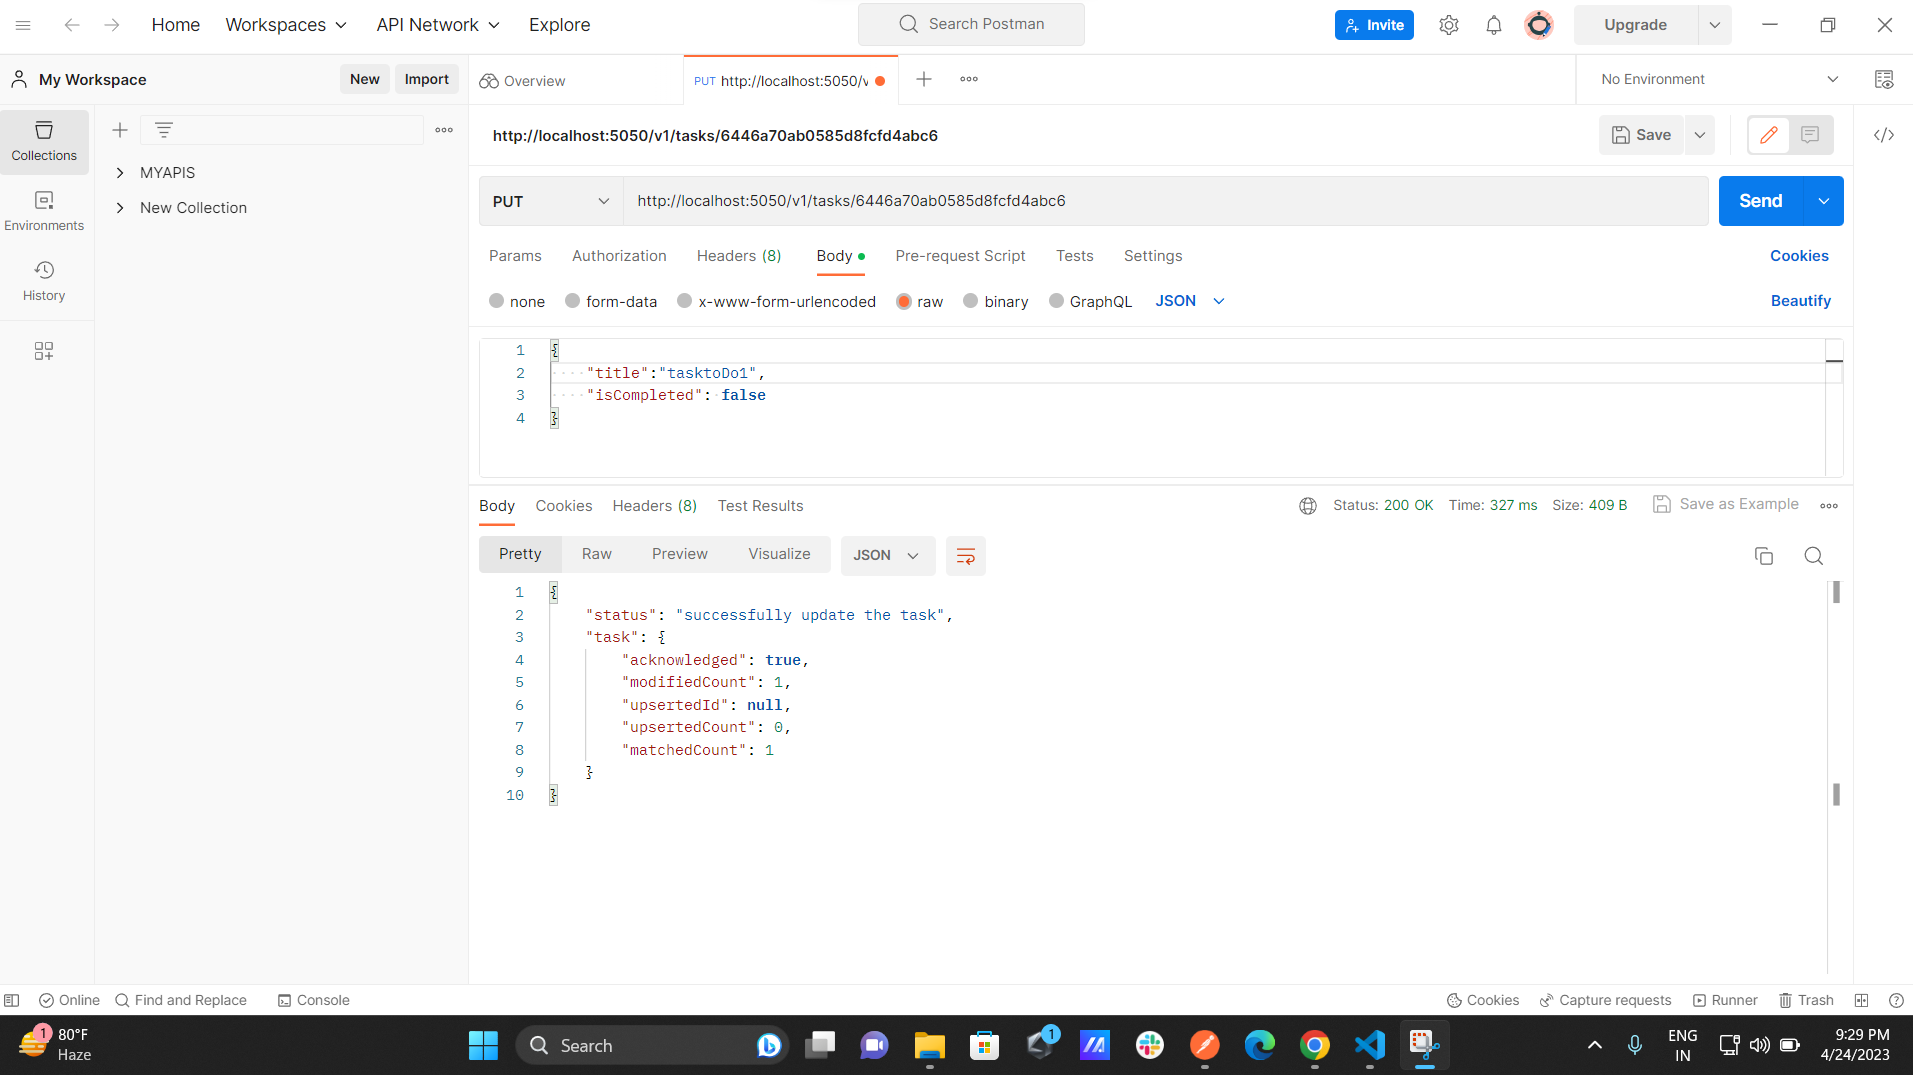 Home Workspaces API Network Explore Search Postman Invite Upgrade
My Workspace New Import Overview PUT http://localhost:5050/v No Environment
http://localhost:5050/v1/tasks/6446a70ab0585d8fcfd4abc6 Save
Collections
MYAPIS
New Collection
Environments
History
PUT http://localhost:5050/v1/tasks/6446a70ab0585d8fcfd4abc6 Send
Params Authorization Headers (8) Body Pre-request Script Tests Settings Cookies
none form-data x-www-form-urlencoded raw binary GraphQL JSON Beautify
1 {
2 "title":"tasktoDo1",
3 "isCompleted": false
4 }
Body Cookies Headers (8) Test Results Status: 200 OK Time: 327 ms Size: 409 B Save as Example
Pretty Raw Preview Visualize JSON
1 {
2 "status": "successfully update the task",
3 "task": {
4 "acknowledged": true,
5 "modifiedCount": 1,
6 "upsertedId": null,
7 "upsertedCount": 0,
8 "matchedCount": 1
9 }
10 }
Online Find and Replace Console Cookies Capture requests Runner Trash
1 80°F
Haze
Search
1
ENG
IN
9:29 PM
4/24/2023